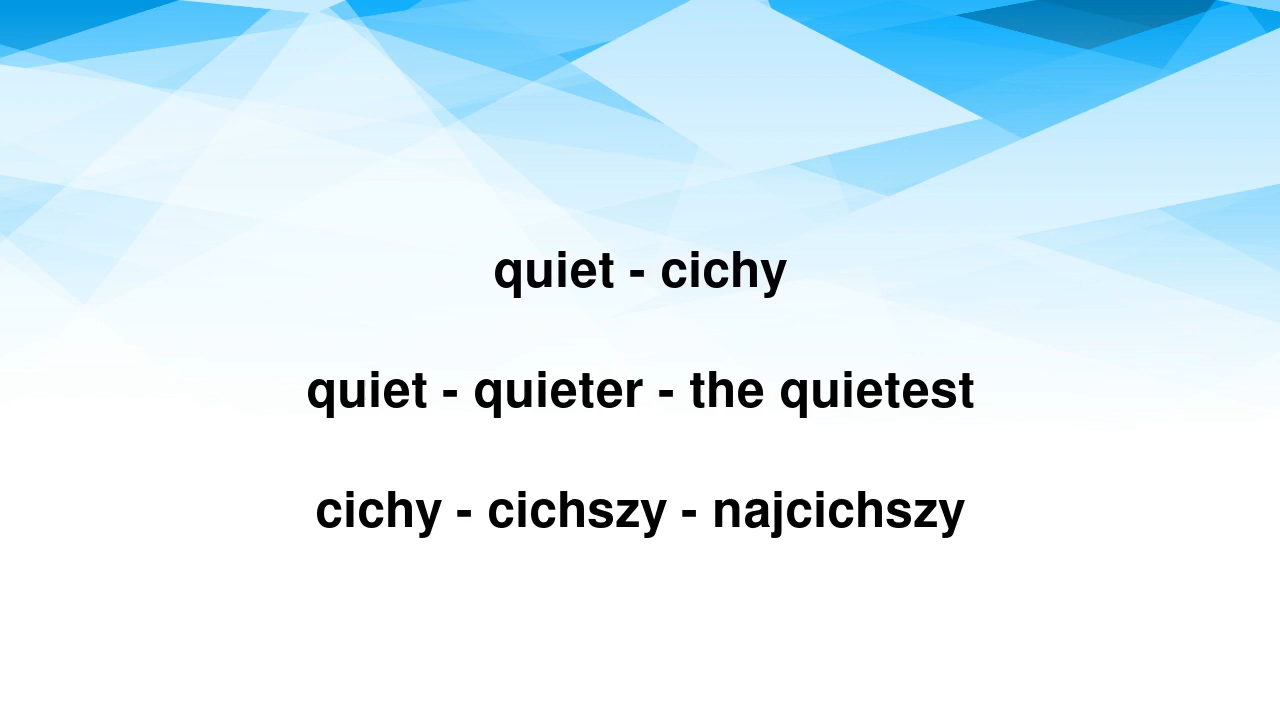 quiet - cichy
quiet - quieter - the quietest
cichy - cichszy - najcichszy